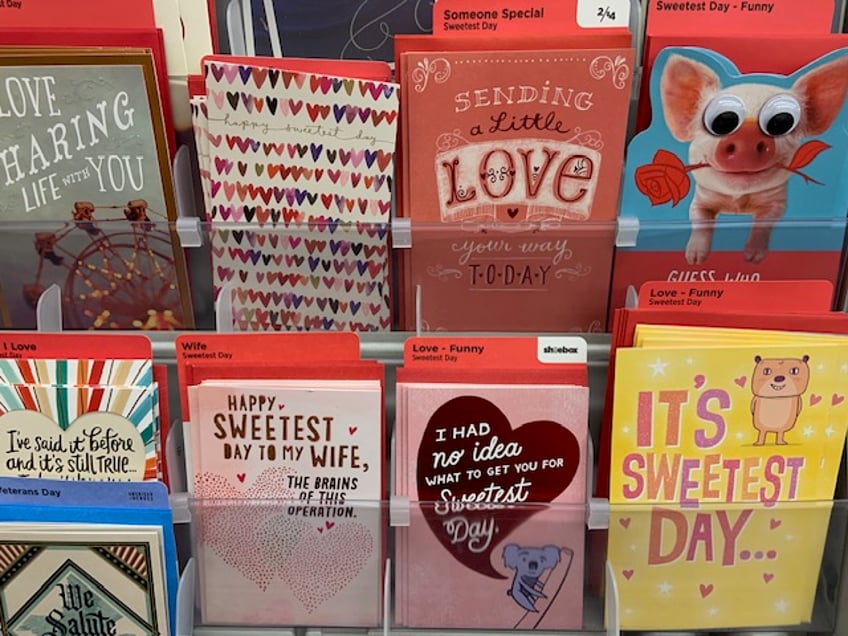 Someone Special
Sweetest Day
2/$4
Sweetest Day - Funny
LOVE
HARING
LIFE WITH YOU
happy sweetest day
SENDING
a Little
LOVE
your way
TODAY
GUESS WHO
I Love
Sweetest Day
I've said it before
and it's still true...
Veterans Day
We
Salute
Wife
Sweetest Day
HAPPY
SWEETEST
DAY TO MY WIFE,
THE BRAINS
OF THIS
OPERATION.
Love - Funny
Sweetest Day
shoebox
I HAD
no idea
WHAT TO GET YOU FOR
Sweetest
Day.
Love - Funny
Sweetest Day
IT'S
SWEETEST
DAY...